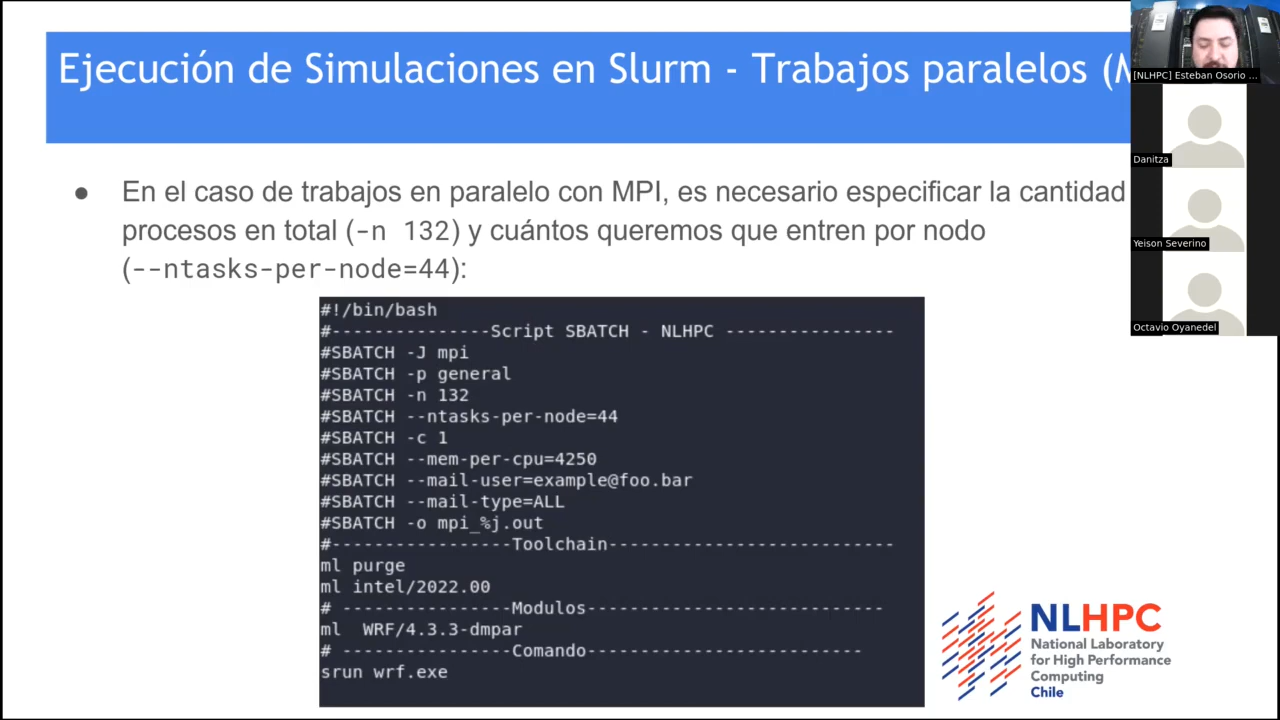 Ejecución de Simulaciones en Slurm - Trabajos paralelos (
● En el caso de trabajos en paralelo con MPI, es necesario especificar la cantidad
procesos en total (-n 132) y cuántos queremos que entren por nodo
(--ntasks-per-node=44):
#!/bin/bash
#---------------Script SBATCH - NLHPC ----------------
#SBATCH -J mpi
#SBATCH -p general
#SBATCH -n 132
#SBATCH --ntasks-per-node=44
#SBATCH -c 1
#SBATCH --mem-per-cpu=4250
#SBATCH --mail-user=example@foo.bar
#SBATCH --mail-type=ALL
#SBATCH -o mpi_%j.out
#-----------------Toolchain---------------------------
ml purge
ml intel/2022.00
# ----------------Modulos----------------------------
ml  WRF/4.3.3-dmpar
# ----------------Comando--------------------------
srun wrf.exe
NLHPC
National Laboratory
for High Performance
Computing
Chile
[NLHPC] Esteban Osorio ...
Danitza
Yeison Severino
Octavio Oyanedel